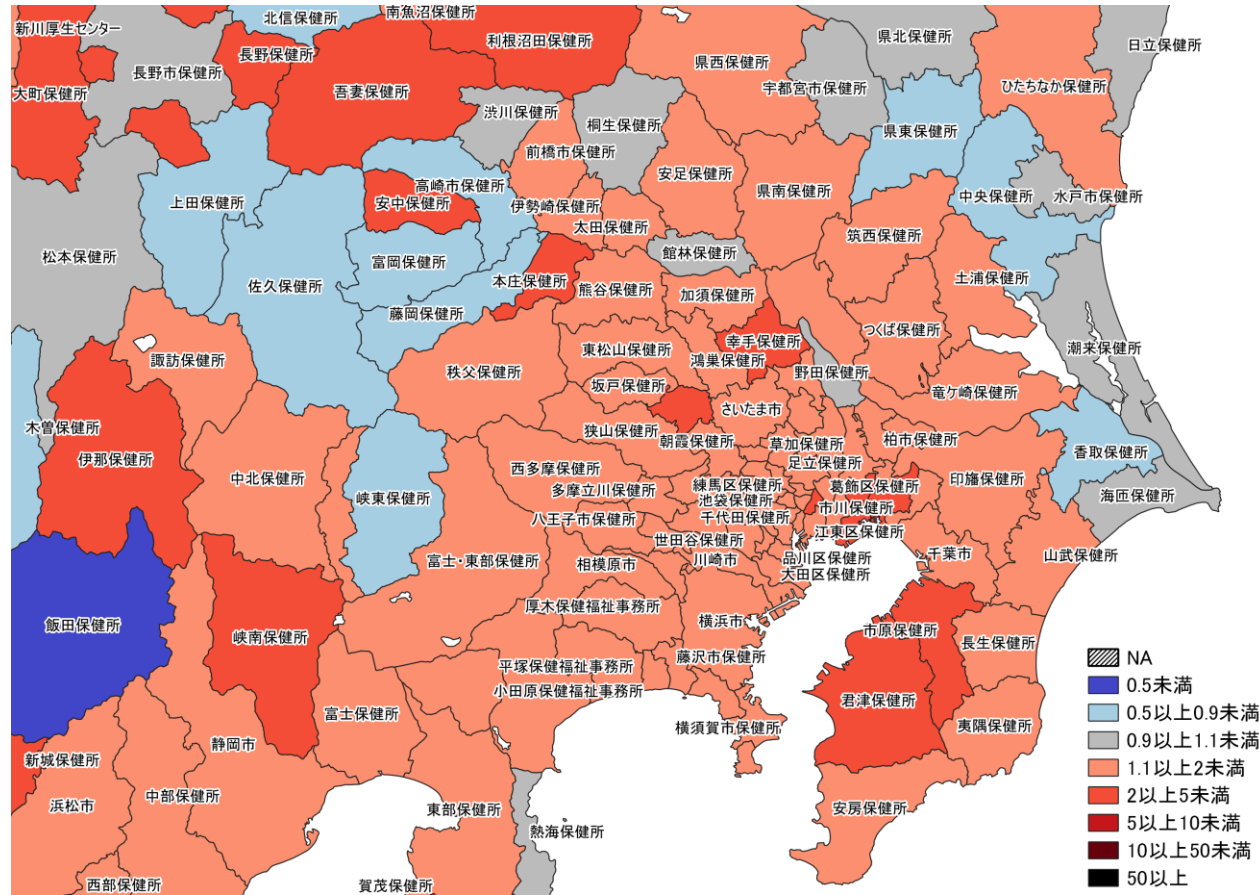 北信保健所
南魚沼保健所
新川厚生センター
長野保健所
利根沼田保健所
県北保健所
日立保健所
長野市保健所
県西保健所
大町保健所
吾妻保健所
宇都宮市保健所
ひたちなか保健所
渋川保健所
桐生保健所
県東保健所
前橋市保健所
安足保健所
高崎市保健所
県南保健所
上田保健所
安中保健所
伊勢崎保健所
中央保健所
水戸市保健所
太田保健所
筑西保健所
松本保健所
富岡保健所
館林保健所
本庄保健所
土浦保健所
佐久保健所
熊谷保健所
加須保健所
藤岡保健所
つくば保健所
幸手保健所
東松山保健所
鴻巣保健所
潮来保健所
諏訪保健所
秩父保健所
野田保健所
坂戸保健所
竜ケ崎保健所
さいたま市
木曽保健所
狭山保健所
朝霞保健所
草加保健所
柏市保健所
伊那保健所
足立保健所
香取保健所
西多摩保健所
中北保健所
練馬区保健所
葛飾区保健所
印旛保健所
峡東保健所
多摩立川保健所
池袋保健所
市川保健所
海匝保健所
八王子市保健所
千代田保健所
江東区保健所
世田谷保健所
富士・東部保健所
相模原市
川崎市
品川区保健所
千葉市
山武保健所
大田区保健所
厚木保健福祉事務所
飯田保健所
峡南保健所
横浜市
市原保健所
長生保健所
藤沢市保健所
平塚保健福祉事務所
小田原保健福祉事務所
君津保健所
富士保健所
横須賀市保健所
夷隅保健所
静岡市
新城保健所
中部保健所
浜松市
東部保健所
安房保健所
熱海保健所
西部保健所
賀茂保健所
NA
0.5未満
0.5以上0.9未満
0.9以上1.1未満
1.1以上2未満
2以上5未満
5以上10未満
10以上50未満
50以上